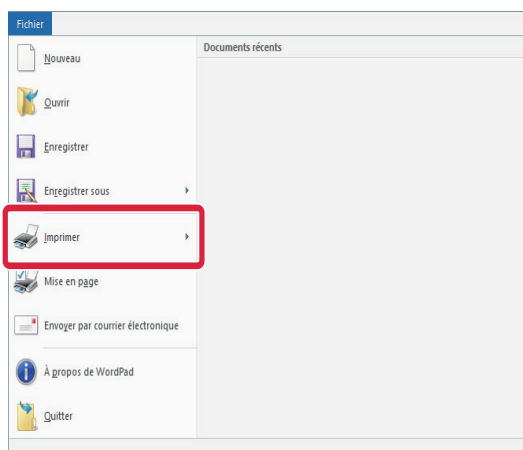 Fichier
Documents récents
Nouveau
Ouvrir
Enregistrer
Enregistrer sous
Imprimer
Mise en page
Envoyer par courrier électronique
À propos de WordPad
Quitter